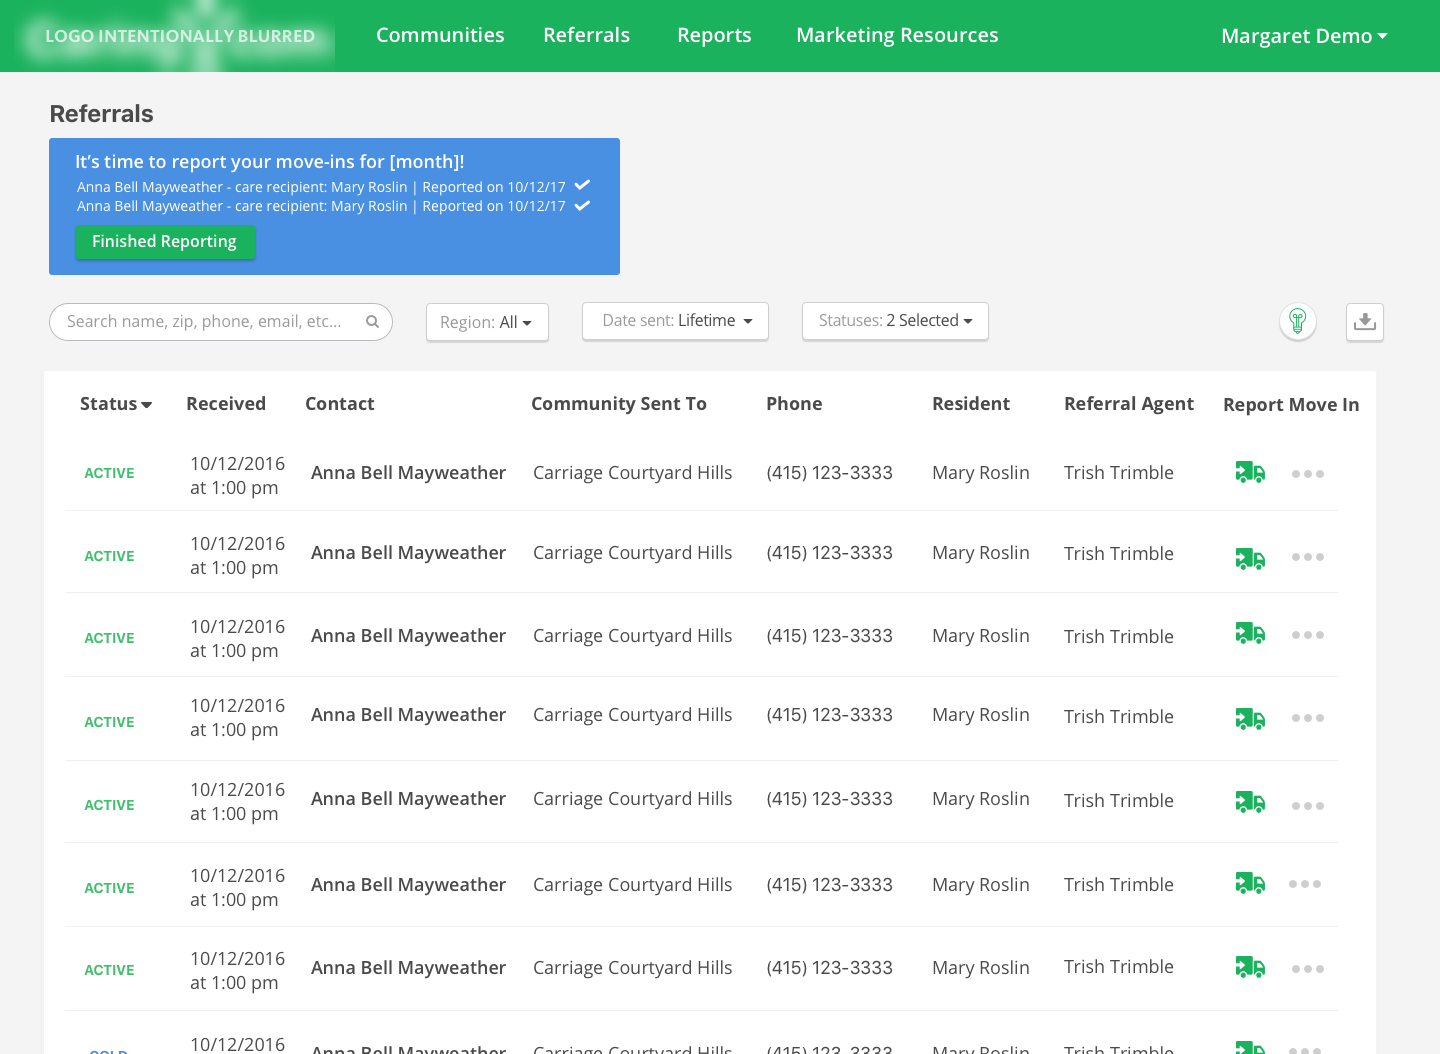 LOGO INTENTIONALLY BLURRED Communities Referrals Reports Marketing Resources Margaret Demo
Referrals
It's time to report your move-ins for [month]!
Anna Bell Mayweather - care recipient: Mary Roslin | Reported on 10/12/17
Anna Bell Mayweather - care recipient: Mary Roslin | Reported on 10/12/17
Finished Reporting
Search name, zip, phone, email, etc... Region: All Date sent: Lifetime Statuses: 2 Selected
Status Received Contact Community Sent To Phone Resident Referral Agent Report Move In
ACTIVE 10/12/2016 at 1:00 pm Anna Bell Mayweather Carriage Courtyard Hills (415) 123-3333 Mary Roslin Trish Trimble
ACTIVE 10/12/2016 at 1:00 pm Anna Bell Mayweather Carriage Courtyard Hills (415) 123-3333 Mary Roslin Trish Trimble
ACTIVE 10/12/2016 at 1:00 pm Anna Bell Mayweather Carriage Courtyard Hills (415) 123-3333 Mary Roslin Trish Trimble
ACTIVE 10/12/2016 at 1:00 pm Anna Bell Mayweather Carriage Courtyard Hills (415) 123-3333 Mary Roslin Trish Trimble
ACTIVE 10/12/2016 at 1:00 pm Anna Bell Mayweather Carriage Courtyard Hills (415) 123-3333 Mary Roslin Trish Trimble
ACTIVE 10/12/2016 at 1:00 pm Anna Bell Mayweather Carriage Courtyard Hills (415) 123-3333 Mary Roslin Trish Trimble
ACTIVE 10/12/2016 at 1:00 pm Anna Bell Mayweather Carriage Courtyard Hills (415) 123-3333 Mary Roslin Trish Trimble
10/12/2016 Anna Bell Mayweather Carriage Courtyard Hills (415) 123-3333 Mary Roslin Trish Trimble